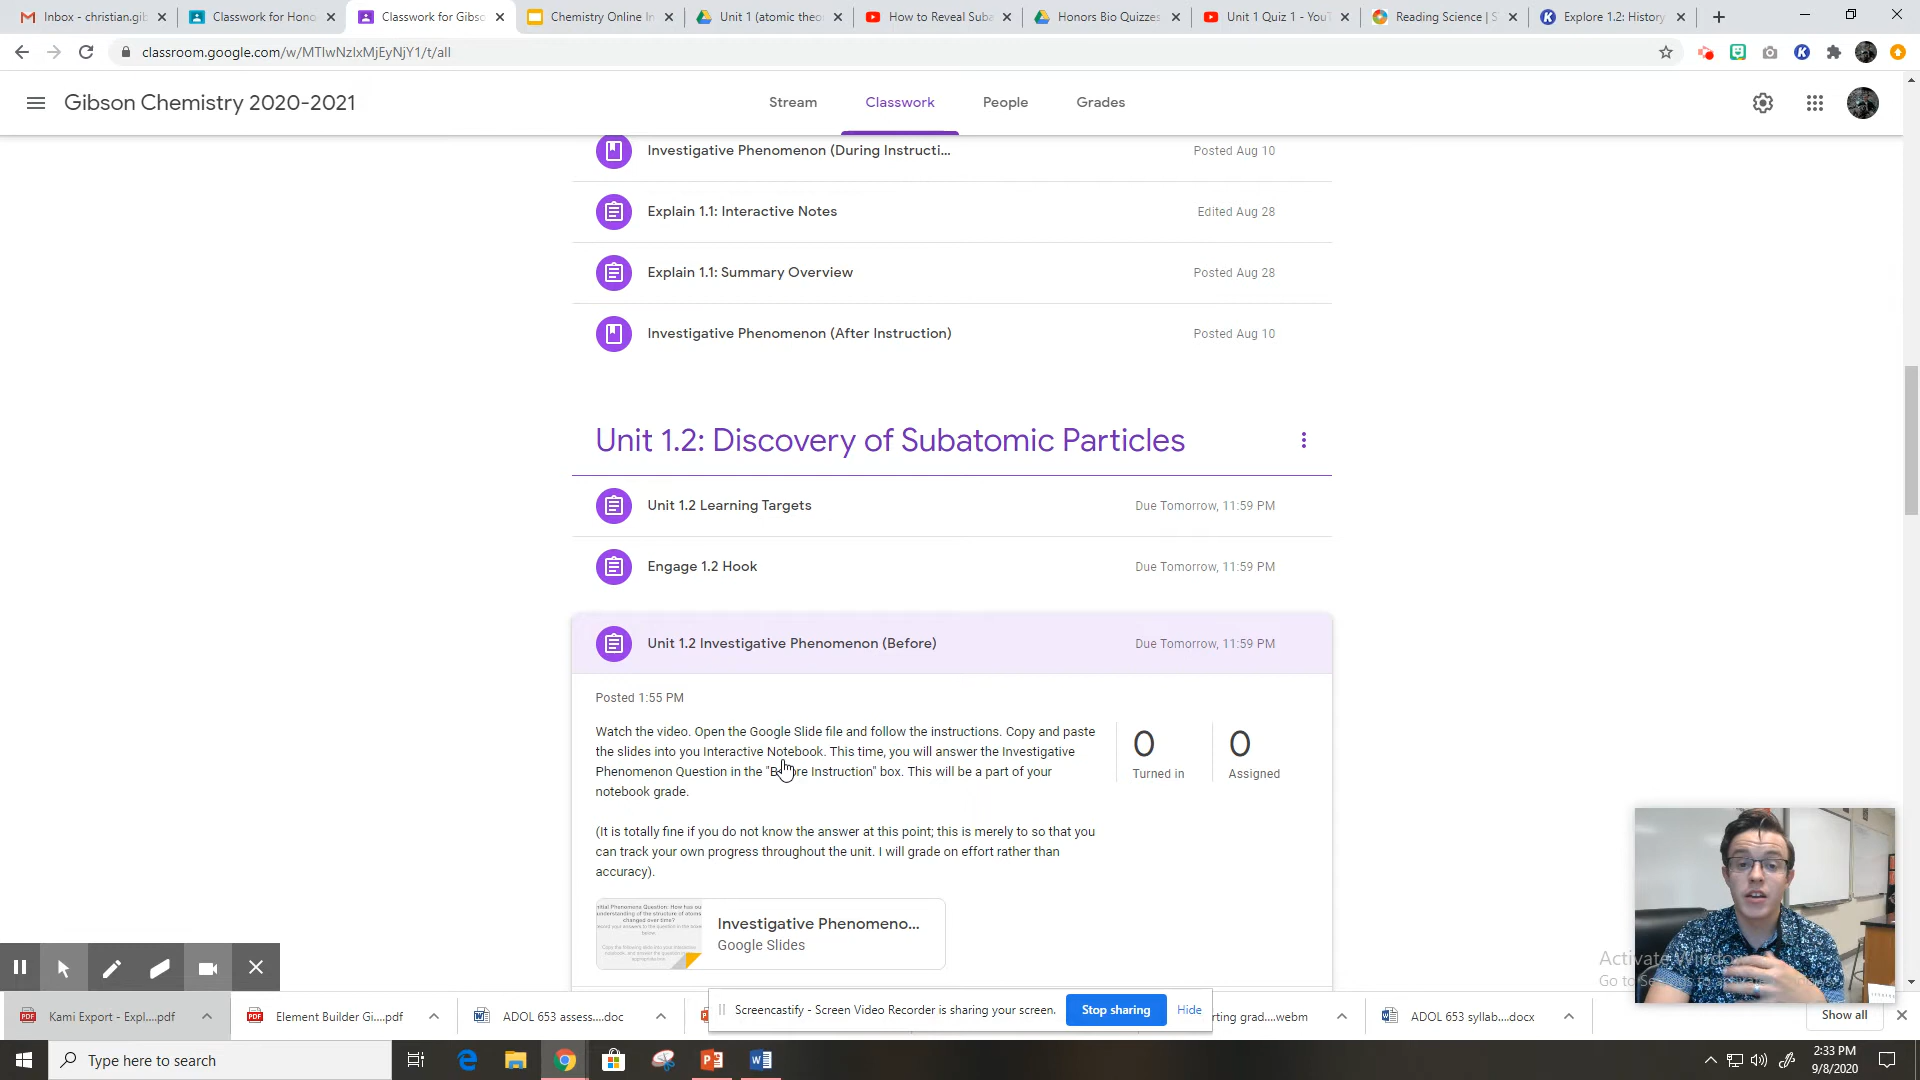 Inbox - christian.gib
Classwork for Hono
Classwork for Gibso
Chemistry Online In
Unit 1 (atomic theo
How to Reveal Suba
Honors Bio Quizzes
Unit 1 Quiz 1 - YouT
Reading Science | S
Explore 1.2: History
classroom.google.com/w/MTIwNzIxMjEyNjY1/t/all
Gibson Chemistry 2020-2021
Stream
Classwork
People
Grades
Investigative Phenomenon (During Instructi...
Posted Aug 10
Explain 1.1: Interactive Notes
Edited Aug 28
Explain 1.1: Summary Overview
Posted Aug 28
Investigative Phenomenon (After Instruction)
Posted Aug 10
Unit 1.2: Discovery of Subatomic Particles
Unit 1.2 Learning Targets
Due Tomorrow, 11:59 PM
Engage 1.2 Hook
Due Tomorrow, 11:59 PM
Unit 1.2 Investigative Phenomenon (Before)
Due Tomorrow, 11:59 PM
Posted 1:55 PM
Watch the video. Open the Google Slide file and follow the instructions. Copy and paste
the slides into you Interactive Notebook. This time, you will answer the Investigative
Phenomenon Question in the "Before Instruction" box. This will be a part of your
notebook grade.
0
Turned in
0
Assigned
(It is totally fine if you do not know the answer at this point; this is merely to so that you
can track your own progress throughout the unit. I will grade on effort rather than
accuracy).
Investigative Phenomeno...
Google Slides
Activate Windo
Go to Se
Kami Export - Expl....pdf
Element Builder Gi....pdf
ADOL 653 assess....doc
Screencastify - Screen Video Recorder is sharing your screen.
Stop sharing
Hide
rting grad....webm
ADOL 653 syllab....docx
Show all
Type here to search
2:33 PM
9/8/2020